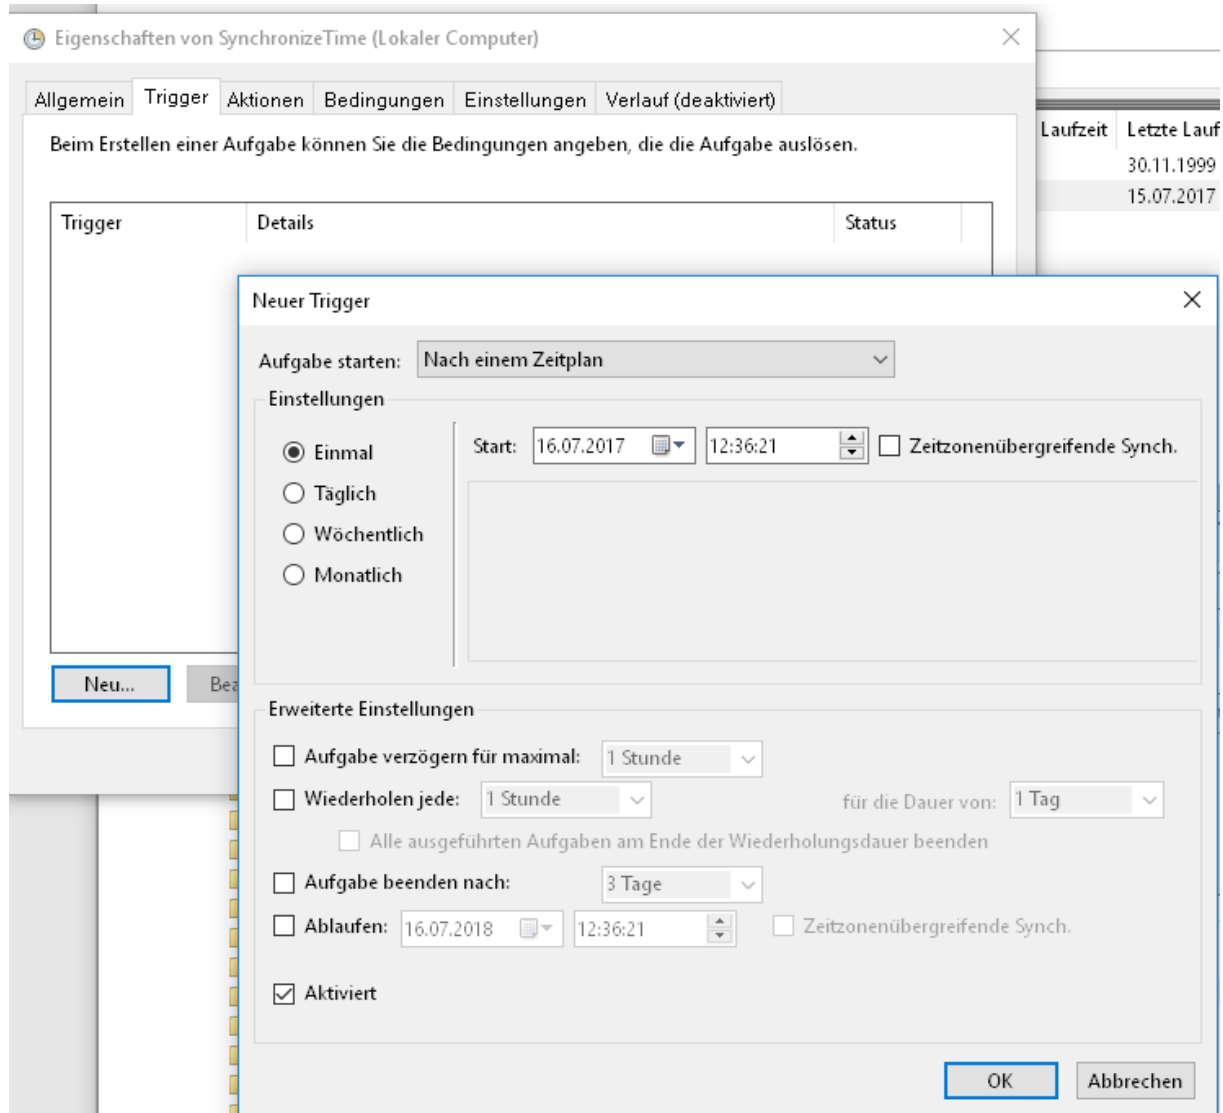 Eigenschaften von SynchronizeTime (Lokaler Computer)
Allgemein Trigger Aktionen Bedingungen Einstellungen Verlauf (deaktiviert)
Beim Erstellen einer Aufgabe können Sie die Bedingungen angeben, die die Aufgabe auslösen.
Laufzeit Letzte Lauf
30.11.1999
15.07.2017
Trigger Details Status
Neuer Trigger
Aufgabe starten: Nach einem Zeitplan
Einstellungen
Einmal
Start: 16.07.2017 12:36:21 Zeitzonenübergreifende Synch.
Täglich
Wöchentlich
Monatlich
Neu... Bea
Erweiterte Einstellungen
Aufgabe verzögern für maximal: 1 Stunde
Wiederholen jede: 1 Stunde für die Dauer von: 1 Tag
Alle ausgeführten Aufgaben am Ende der Wiederholungsdauer beenden
Aufgabe beenden nach: 3 Tage
Ablaufen: 16.07.2018 12:36:21 Zeitzonenübergreifende Synch.
Aktiviert
OK Abbrechen